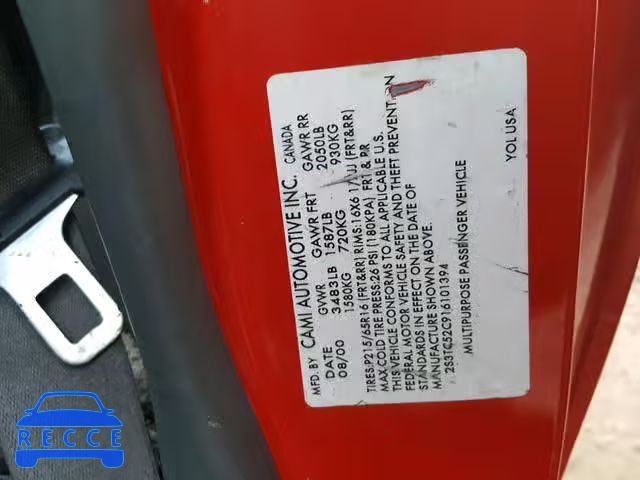 MFD.BY CAMI AUTOMOTIVE INC. CANADA
DATE GVWR GAWR FRT GAWR RR
08/00 3483LB 1587LB 2050LB
1580KG 720KG 930KG
TIRES:P215/65R16 (FRT&RR) RIMS:16X6 1/2JJ (FRT&RR)
MAX COLD TIRE PRESS:26 PSI (180KPA) FRT & RR
THIS VEHICLE CONFORMS TO ALL APPLICABLE U.S.
FEDERAL MOTOR VEHICLE SAFETY AND THEFT PREVENTION
STANDARDS IN EFFECT ON THE DATE OF
MANUFACTURE SHOWN ABOVE.
2S3TC52C916101394
MULTIPURPOSE PASSENGER VEHICLE
YOL USA
RECCE